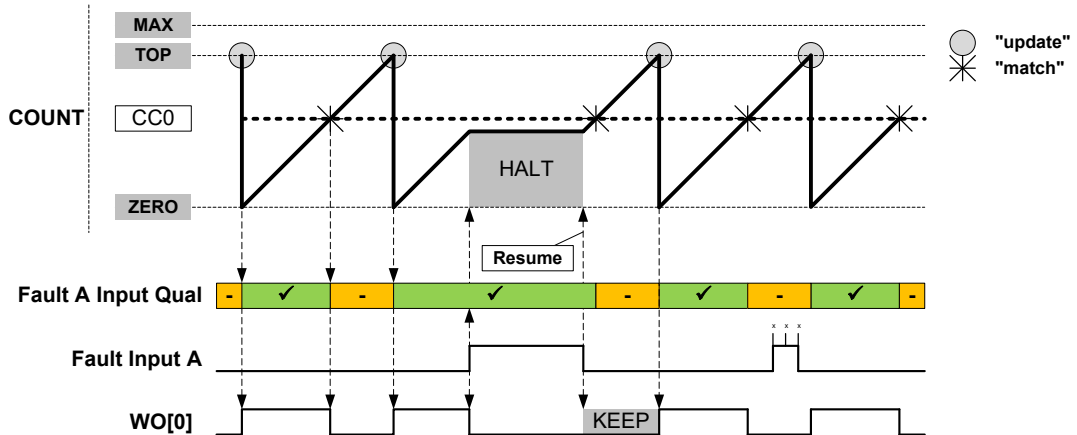 MAX
TOP
"update"
"match"
COUNT
CC0
HALT
ZERO
Resume
Fault A Input Qual - ✓ - ✓ - ✓ - ✓ -
x x x
Fault Input A
WO[0] KEEP